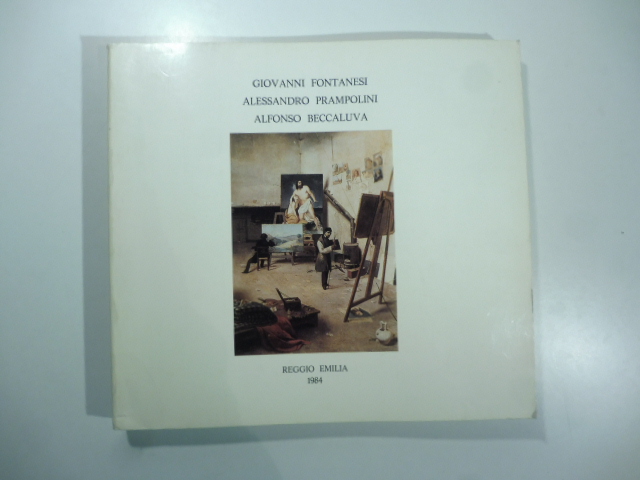 GIOVANNI FONTANESI
ALESSANDRO PRAMPOLINI
ALFONSO BECCALUVA
REGGIO EMILIA
1984